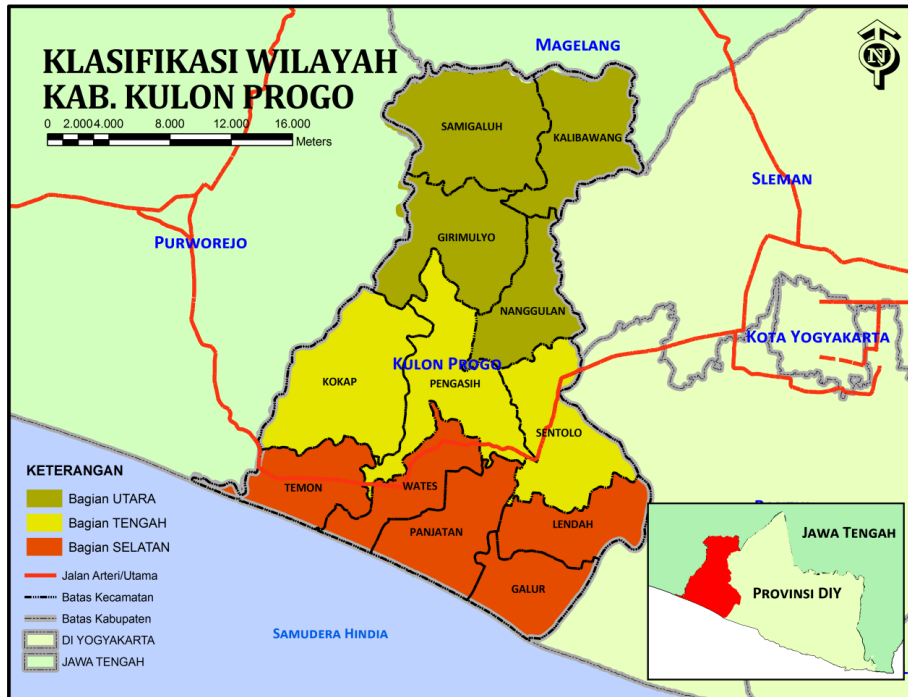 KLASIFIKASI WILAYAH
KAB. KULON PROGO
0 2.000 4.000 8.000 12.000 16.000
Meters
N
MAGELANG
SAMIGALUH
KALIBAWANG
SLEMAN
PURWOREJO
GIRIMULYO
NANGGULAN
KOTA YOGYAKARTA
KULON PROGO
KOKAP
PENGASIH
SENTOLO
TEMON
WATES
LENDAH
PANJATAN
GALUR
SAMUDERA HINDIA
KETERANGAN
Bagian UTARA
Bagian TENGAH
Bagian SELATAN
Jalan Arteri/Utama
Batas Kecamatan
Batas Kabupaten
DI YOGYAKARTA
JAWA TENGAH
JAWA TENGAH
PROVINSI DIY